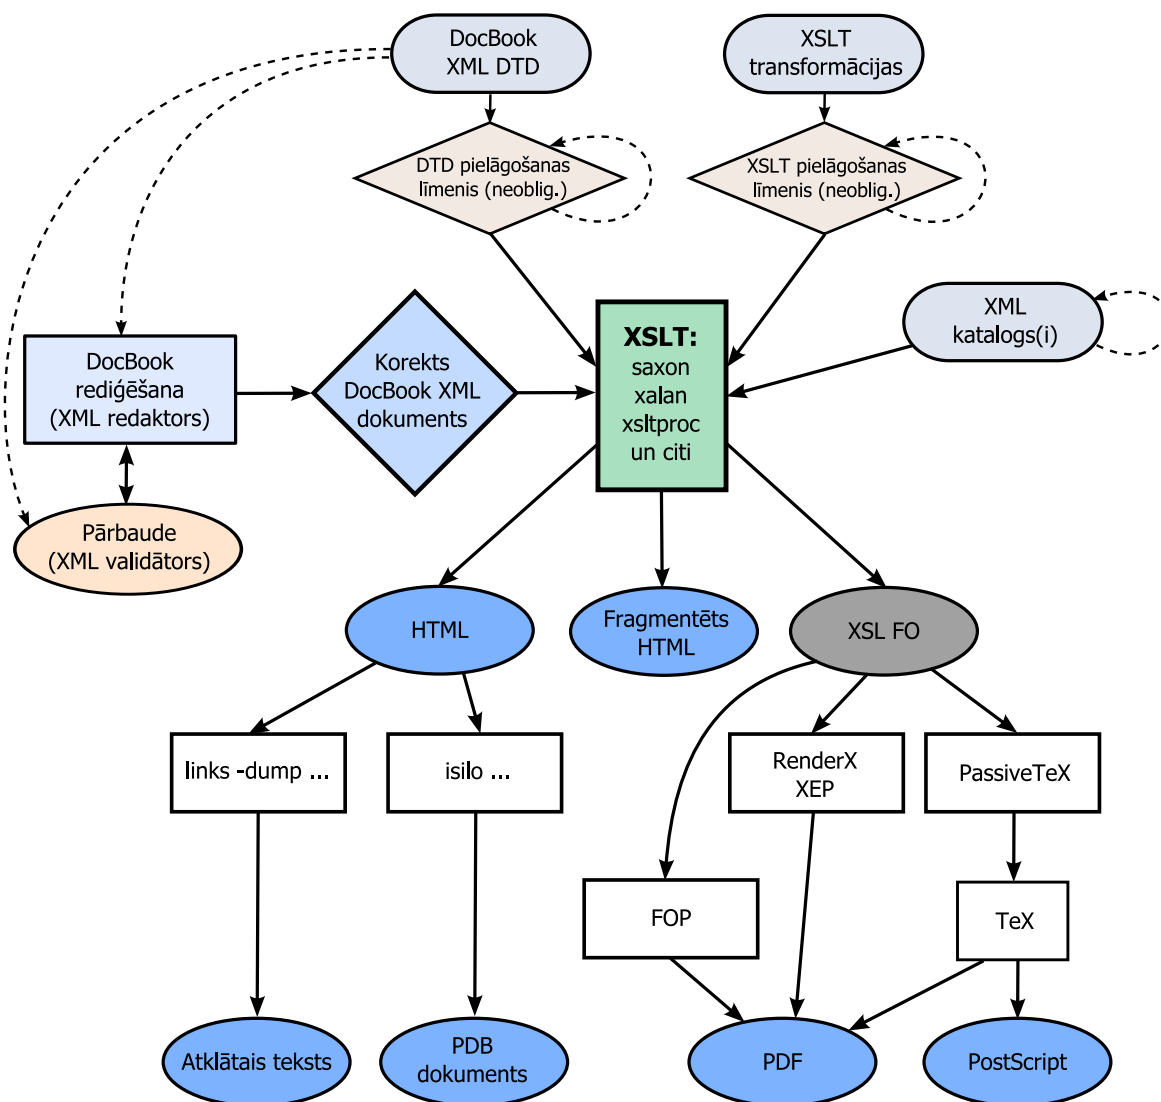 DocBook
XML DTD
XSLT
transformācijas
DTD pielāgošanas
līmenis (neoblig.)
XSLT pielāgošanas
līmenis (neoblig.)
XML
katalogs(i)
DocBook
rediģēšana
(XML redaktors)
Korekts
DocBook XML
dokuments
XSLT:
saxon
xalan
xsltproc
un citi
Pārbaude
(XML validātors)
HTML
Fragmentēts
HTML
XSL FO
links -dump ...
isilo ...
RenderX
XEP
PassiveTeX
FOP
TeX
Atklātais teksts
PDB
dokuments
PDF
PostScript